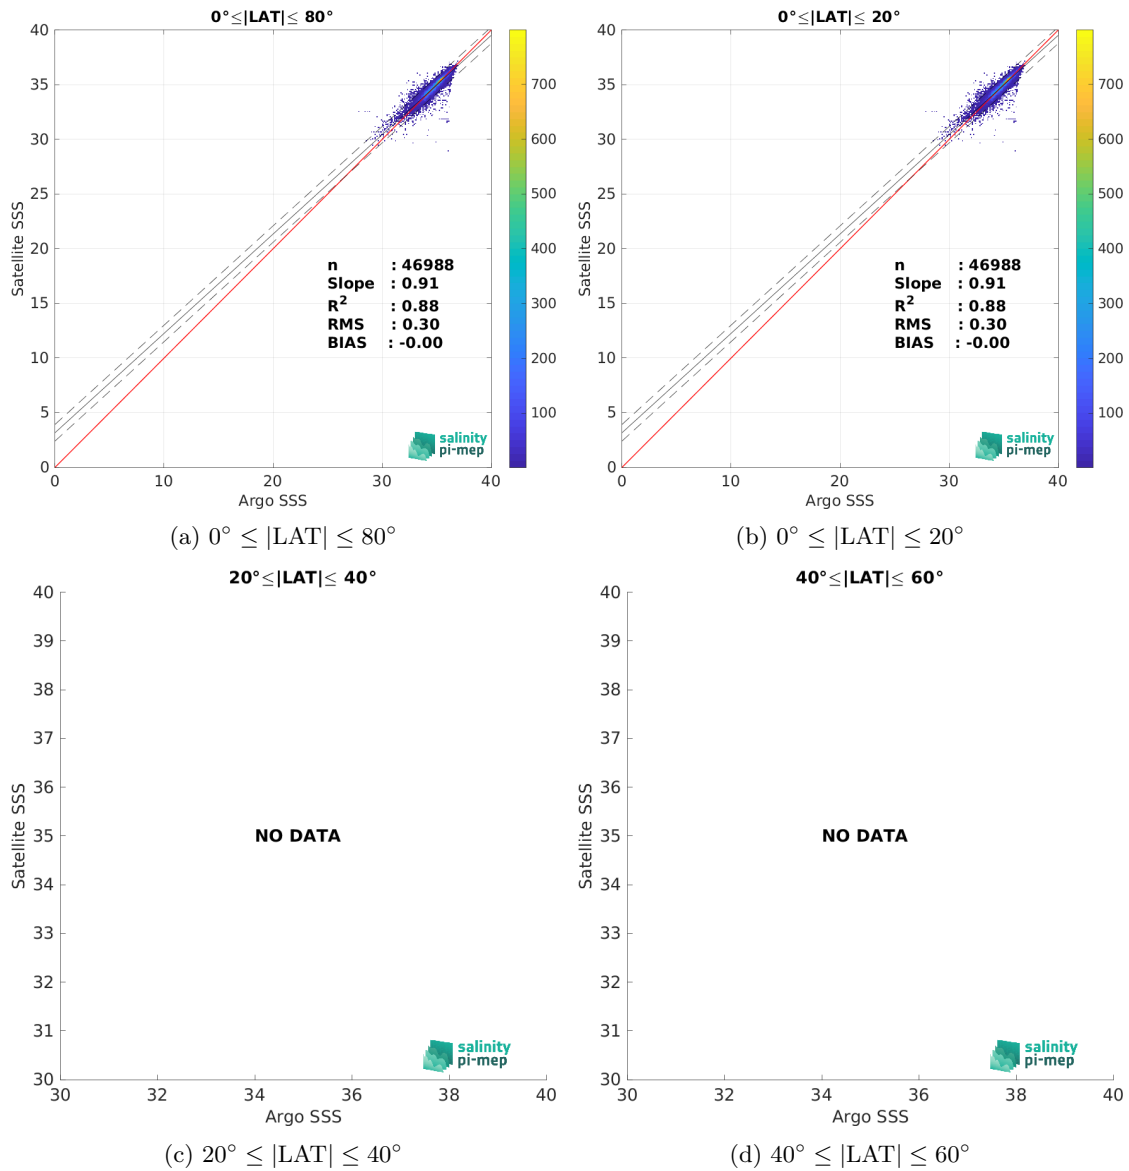 0°≤|LAT|≤ 80°
40
35
30
25
20
15
10
5
0
Satellite SSS
n : 46988
Slope : 0.91
R² : 0.88
RMS : 0.30
BIAS : -0.00
salinity
pi-mep
0 10 20 30 40
Argo SSS
700
600
500
400
300
200
100
(a) 0° ≤ |LAT| ≤ 80°
0°≤|LAT|≤ 20°
40
35
30
25
20
15
10
5
0
Satellite SSS
n : 46988
Slope : 0.91
R² : 0.88
RMS : 0.30
BIAS : -0.00
salinity
pi-mep
0 10 20 30 40
Argo SSS
700
600
500
400
300
200
100
(b) 0° ≤ |LAT| ≤ 20°
20°≤|LAT|≤ 40°
40
39
38
37
36
35
34
33
32
31
30
Satellite SSS
NO DATA
salinity
pi-mep
30 32 34 36 38 40
Argo SSS
(c) 20° ≤ |LAT| ≤ 40°
40°≤|LAT|≤ 60°
40
39
38
37
36
35
34
33
32
31
30
Satellite SSS
NO DATA
salinity
pi-mep
30 32 34 36 38 40
Argo SSS
(d) 40° ≤ |LAT| ≤ 60°